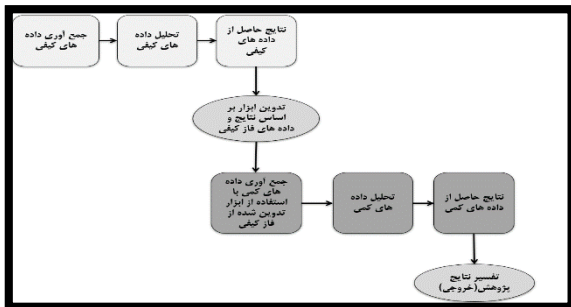 جمع آوری داده
های کیفی
تحلیل داده
های کیفی
نتایج حاصل از
داده های
کیفی
تدوین ابزار بر
اساس نتایج و
داده های فاز کیفی
جمع آوری داده
های کمی با
استفاده از ابزار
تدوین شده از
فاز کیفی
تحلیل داده
های کمی
نتایج حاصل از
داده های کمی
تفسیر نتایج
پژوهش(خروجی)